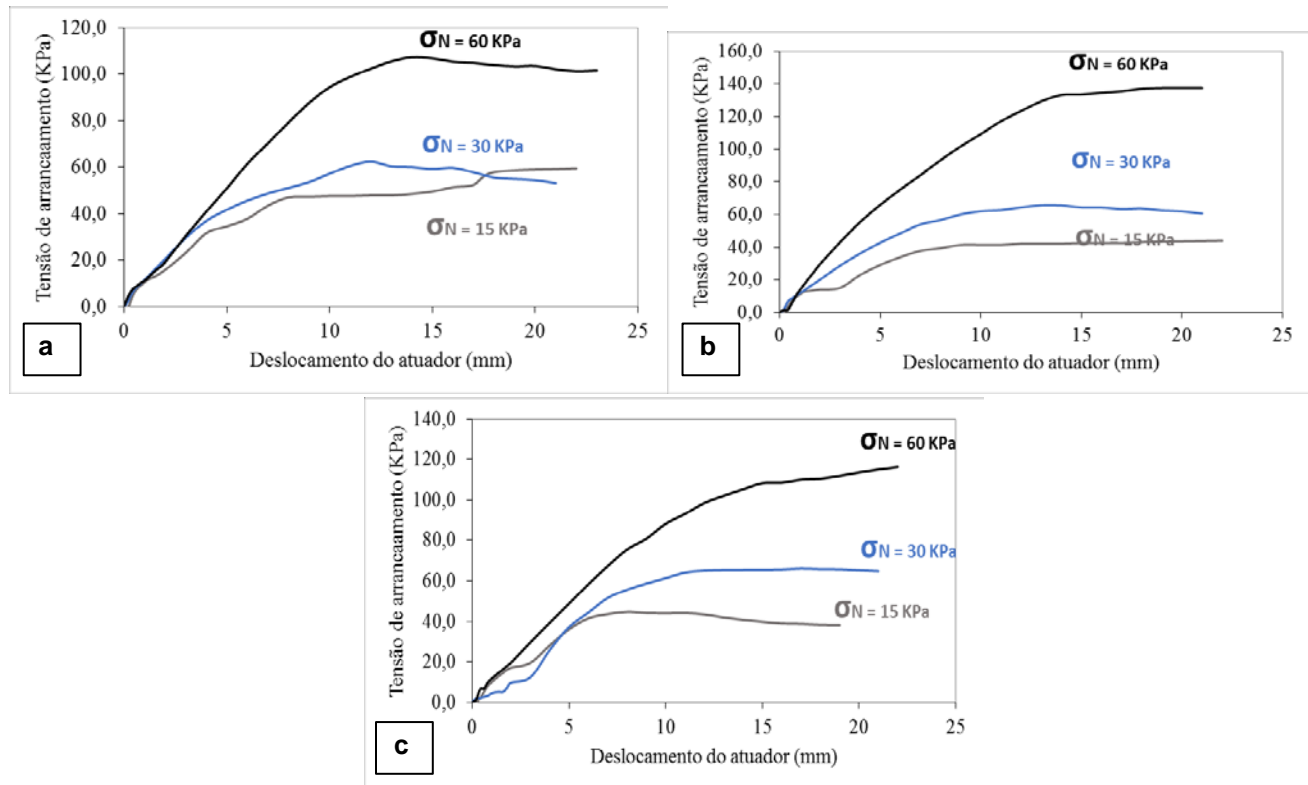 120,0
100,0
80,0
60,0
40,0
20,0
0,0
Tensão de arrancaamento (KPa)
σN = 60 KPa
σN = 30 KPa
σN = 15 KPa
0 5 10 15 20 25
Deslocamento do atuador (mm)
a
160,0
140,0
120,0
100,0
80,0
60,0
40,0
20,0
0,0
Tensão de arrancaamento (KPa)
σN = 60 KPa
σN = 30 KPa
σN = 15 KPa
0 5 10 15 20 25
Deslocamento do atuador (mm)
b
140,0
120,0
100,0
80,0
60,0
40,0
20,0
0,0
Tensão de arrancaamento (KPa)
σN = 60 KPa
σN = 30 KPa
σN = 15 KPa
0 5 10 15 20 25
Deslocamento do atuador (mm)
c